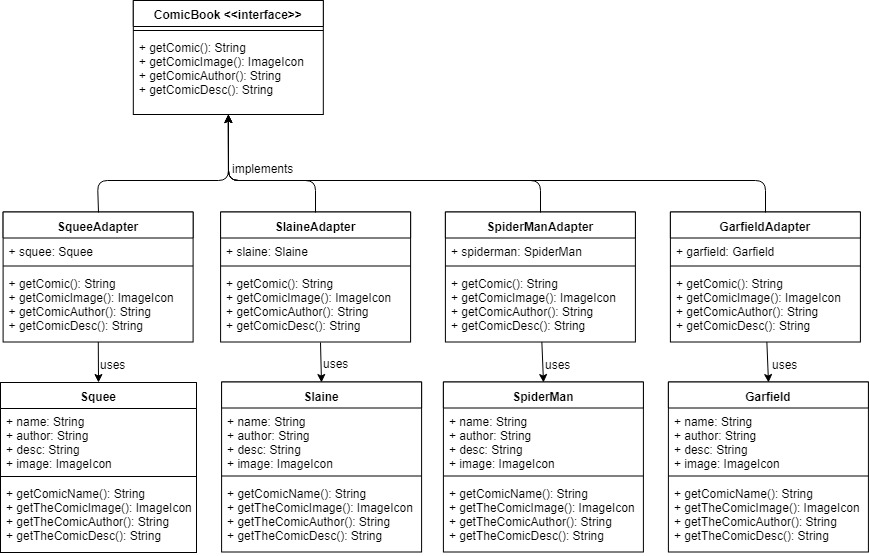 ComicBook <<interface>>
+ getComic(): String
+ getComicImage(): ImageIcon
+ getComicAuthor(): String
+ getComicDesc(): String
implements
SqueeAdapter
+ squee: Squee
+ getComic(): String
+ getComicImage(): ImageIcon
+ getComicAuthor(): String
+ getComicDesc(): String
SlaineAdapter
+ slaine: Slaine
+ getComic(): String
+ getComicImage(): ImageIcon
+ getComicAuthor(): String
+ getComicDesc(): String
SpiderManAdapter
+ spiderman: SpiderMan
+ getComic(): String
+ getComicImage(): ImageIcon
+ getComicAuthor(): String
+ getComicDesc(): String
GarfieldAdapter
+ garfield: Garfield
+ getComic(): String
+ getComicImage(): ImageIcon
+ getComicAuthor(): String
+ getComicDesc(): String
uses
uses
uses
uses
Squee
+ name: String
+ author: String
+ desc: String
+ image: ImageIcon
+ getComicName(): String
+ getTheComicImage(): ImageIcon
+ getTheComicAuthor(): String
+ getTheComicDesc(): String
Slaine
+ name: String
+ author: String
+ desc: String
+ image: ImageIcon
+ getComicName(): String
+ getTheComicImage(): ImageIcon
+ getTheComicAuthor(): String
+ getTheComicDesc(): String
SpiderMan
+ name: String
+ author: String
+ desc: String
+ image: ImageIcon
+ getComicName(): String
+ getTheComicImage(): ImageIcon
+ getTheComicAuthor(): String
+ getTheComicDesc(): String
Garfield
+ name: String
+ author: String
+ desc: String
+ image: ImageIcon
+ getComicName(): String
+ getTheComicImage(): ImageIcon
+ getTheComicAuthor(): String
+ getTheComicDesc(): String